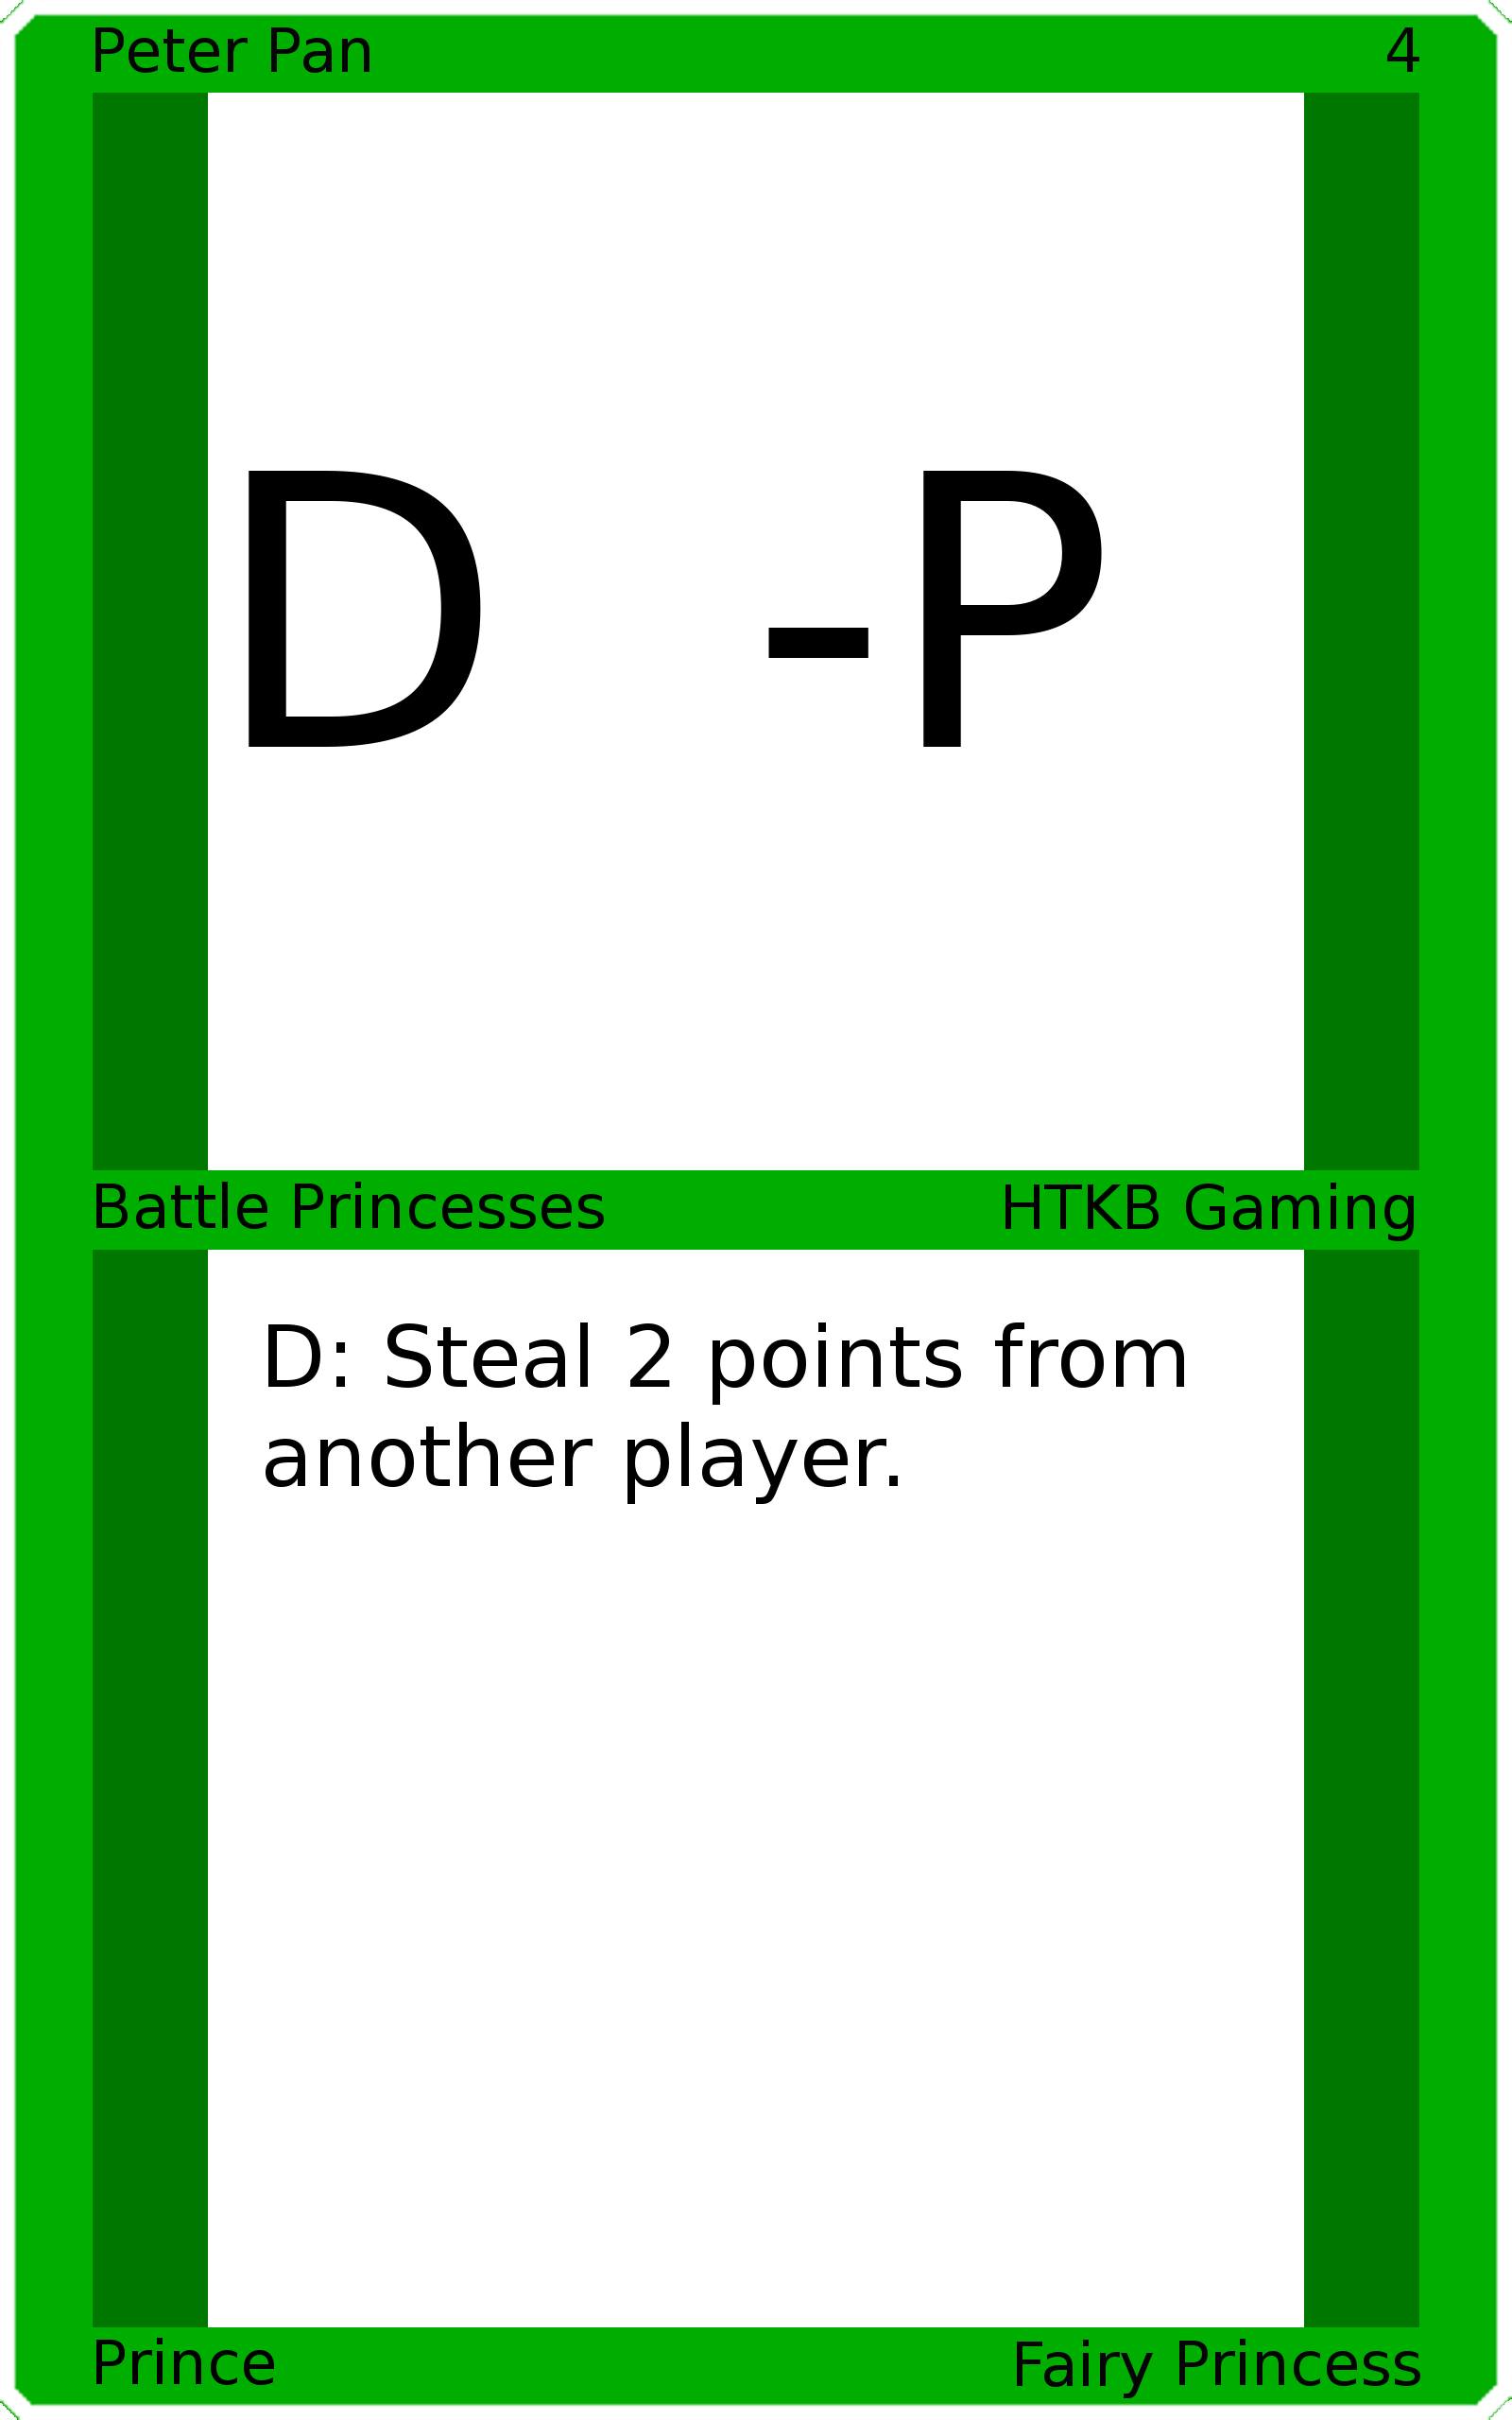 Peter Pan 4
D -P
Battle Princesses HTKB Gaming
D: Steal 2 points from
another player.
Prince Fairy Princess